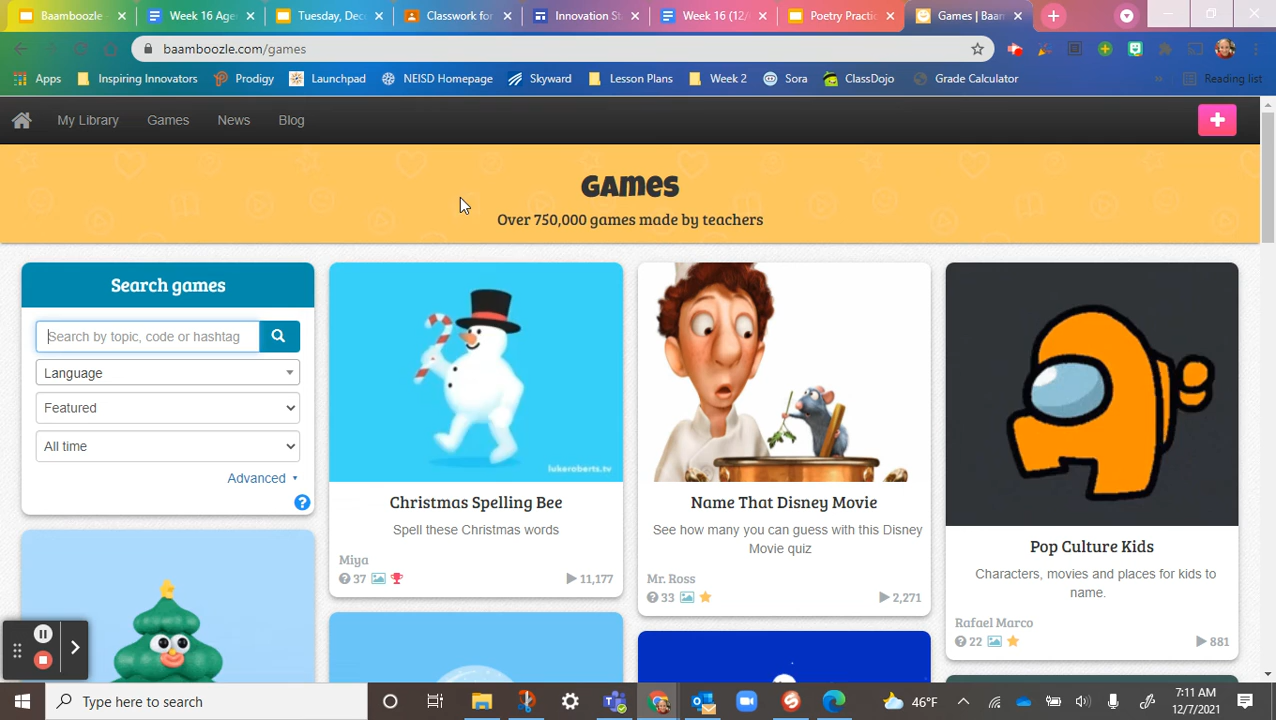 Baamboozle
Week 16 Age
Tuesday, Dec
Classwork for
Innovation Sta
Week 16 (12/
Poetry Practic
Games | Baam
baamboozle.com/games
Apps
Inspiring Innovators
Prodigy
Launchpad
NEISD Homepage
Skyward
Lesson Plans
Week 2
Sora
ClassDojo
Grade Calculator
»
Reading list
My Library
Games
News
Blog
+
Games
Over 750,000 games made by teachers
Search games
Search by topic, code or hashtag
Language
Featured
All time
Advanced
?
lukeroberts.tv
Christmas Spelling Bee
Spell these Christmas words
Miya
37
11,177
Name That Disney Movie
See how many you can guess with this Disney
Movie quiz
Mr. Ross
33
2,271
Pop Culture Kids
Characters, movies and places for kids to
name.
Rafael Marco
22
881
Type here to search
46°F
7:11 AM
12/7/2021